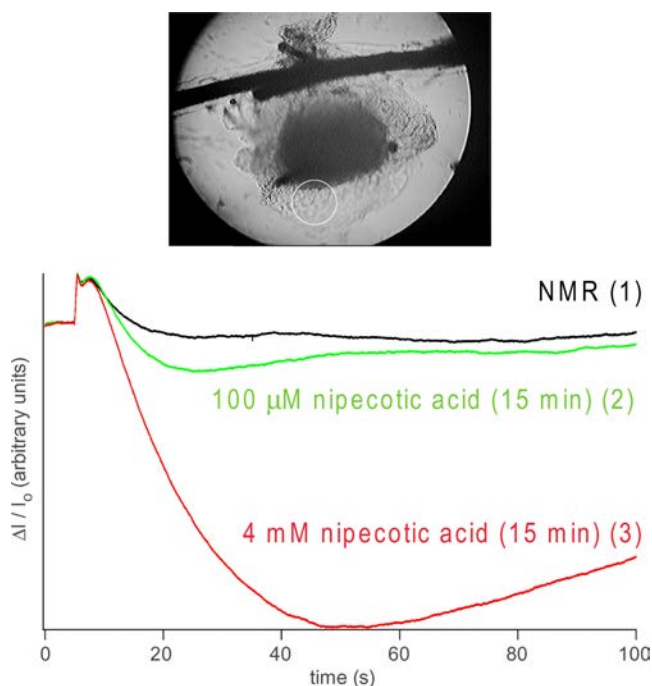 NMR (1)
100 µM nipecotic acid (15 min) (2)
4 mM nipecotic acid (15 min) (3)
ΔI / Io (arbitrary units)
0 20 40 60 80 100
time (s)